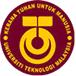 KERANA TUHAN UNTUK MANUSIA
UNIVERSITI TEKNOLOGI MALAYSIA